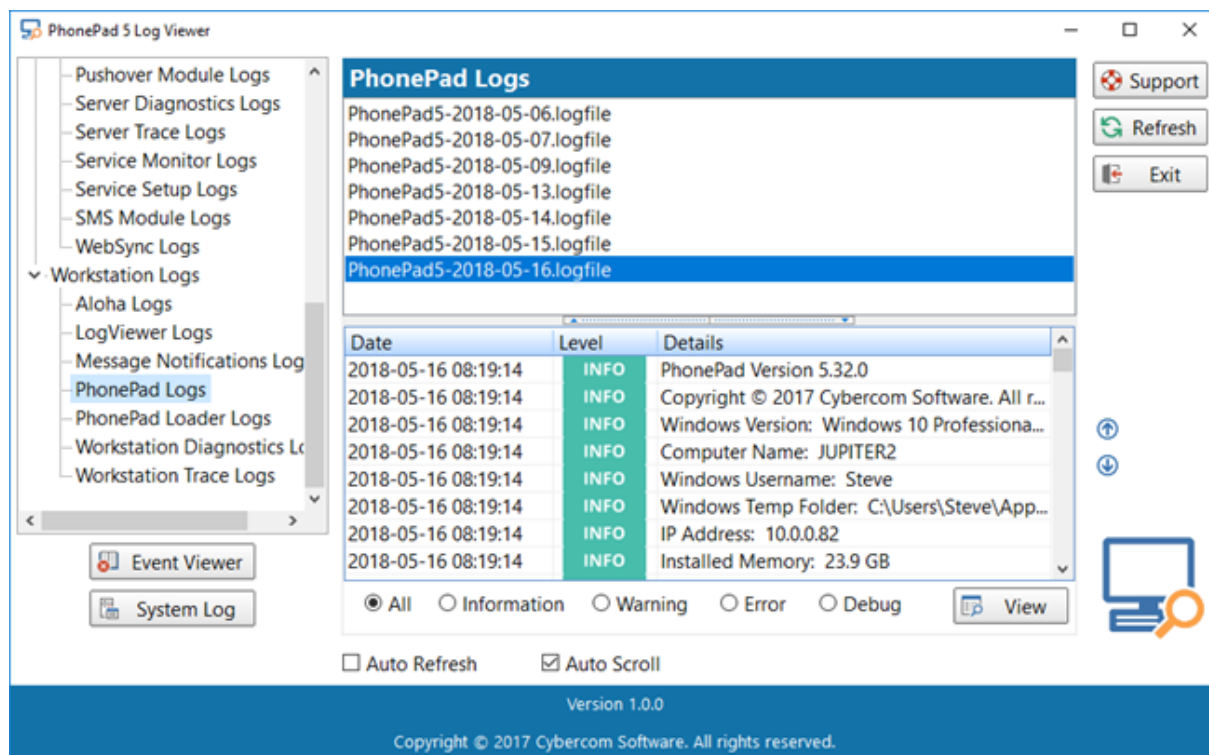 PhonePad 5 Log Viewer
Pushover Module Logs
Server Diagnostics Logs
Server Trace Logs
Service Monitor Logs
Service Setup Logs
SMS Module Logs
WebSync Logs
Workstation Logs
Aloha Logs
LogViewer Logs
Message Notifications Log
PhonePad Logs
PhonePad Loader Logs
Workstation Diagnostics Lo
Workstation Trace Logs
Event Viewer
System Log
PhonePad Logs
PhonePad5-2018-05-06.logfile
PhonePad5-2018-05-07.logfile
PhonePad5-2018-05-09.logfile
PhonePad5-2018-05-13.logfile
PhonePad5-2018-05-14.logfile
PhonePad5-2018-05-15.logfile
PhonePad5-2018-05-16.logfile
Date Level Details
2018-05-16 08:19:14 INFO PhonePad Version 5.32.0
2018-05-16 08:19:14 INFO Copyright © 2017 Cybercom Software. All r...
2018-05-16 08:19:14 INFO Windows Version: Windows 10 Professiona...
2018-05-16 08:19:14 INFO Computer Name: JUPITER2
2018-05-16 08:19:14 INFO Windows Username: Steve
2018-05-16 08:19:14 INFO Windows Temp Folder: C:\Users\Steve\App...
2018-05-16 08:19:14 INFO IP Address: 10.0.0.82
2018-05-16 08:19:14 INFO Installed Memory: 23.9 GB
All Information Warning Error Debug View
Auto Refresh Auto Scroll
Support
Refresh
Exit
Version 1.0.0
Copyright © 2017 Cybercom Software. All rights reserved.